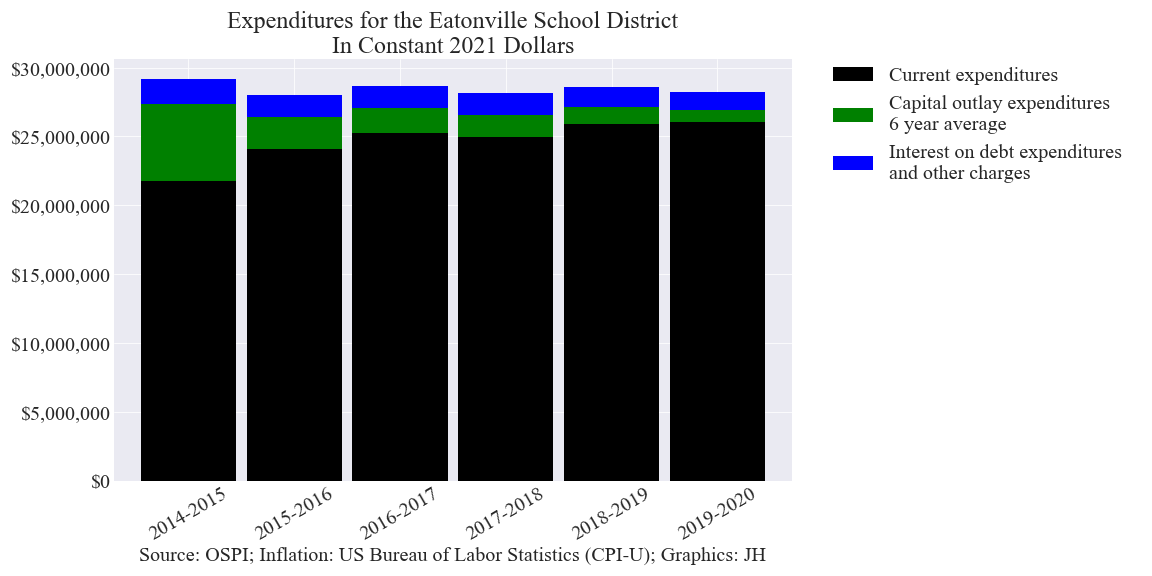 Expenditures for the Eatonville School District
In Constant 2021 Dollars
$30,000,000
$25,000,000
$20,000,000
$15,000,000
$10,000,000
$5,000,000
$0
2014-2015
2015-2016
2016-2017
2017-2018
2018-2019
2019-2020
Source: OSPI; Inflation: US Bureau of Labor Statistics (CPI-U); Graphics: JH
Current expenditures
Capital outlay expenditures
6 year average
Interest on debt expenditures
and other charges